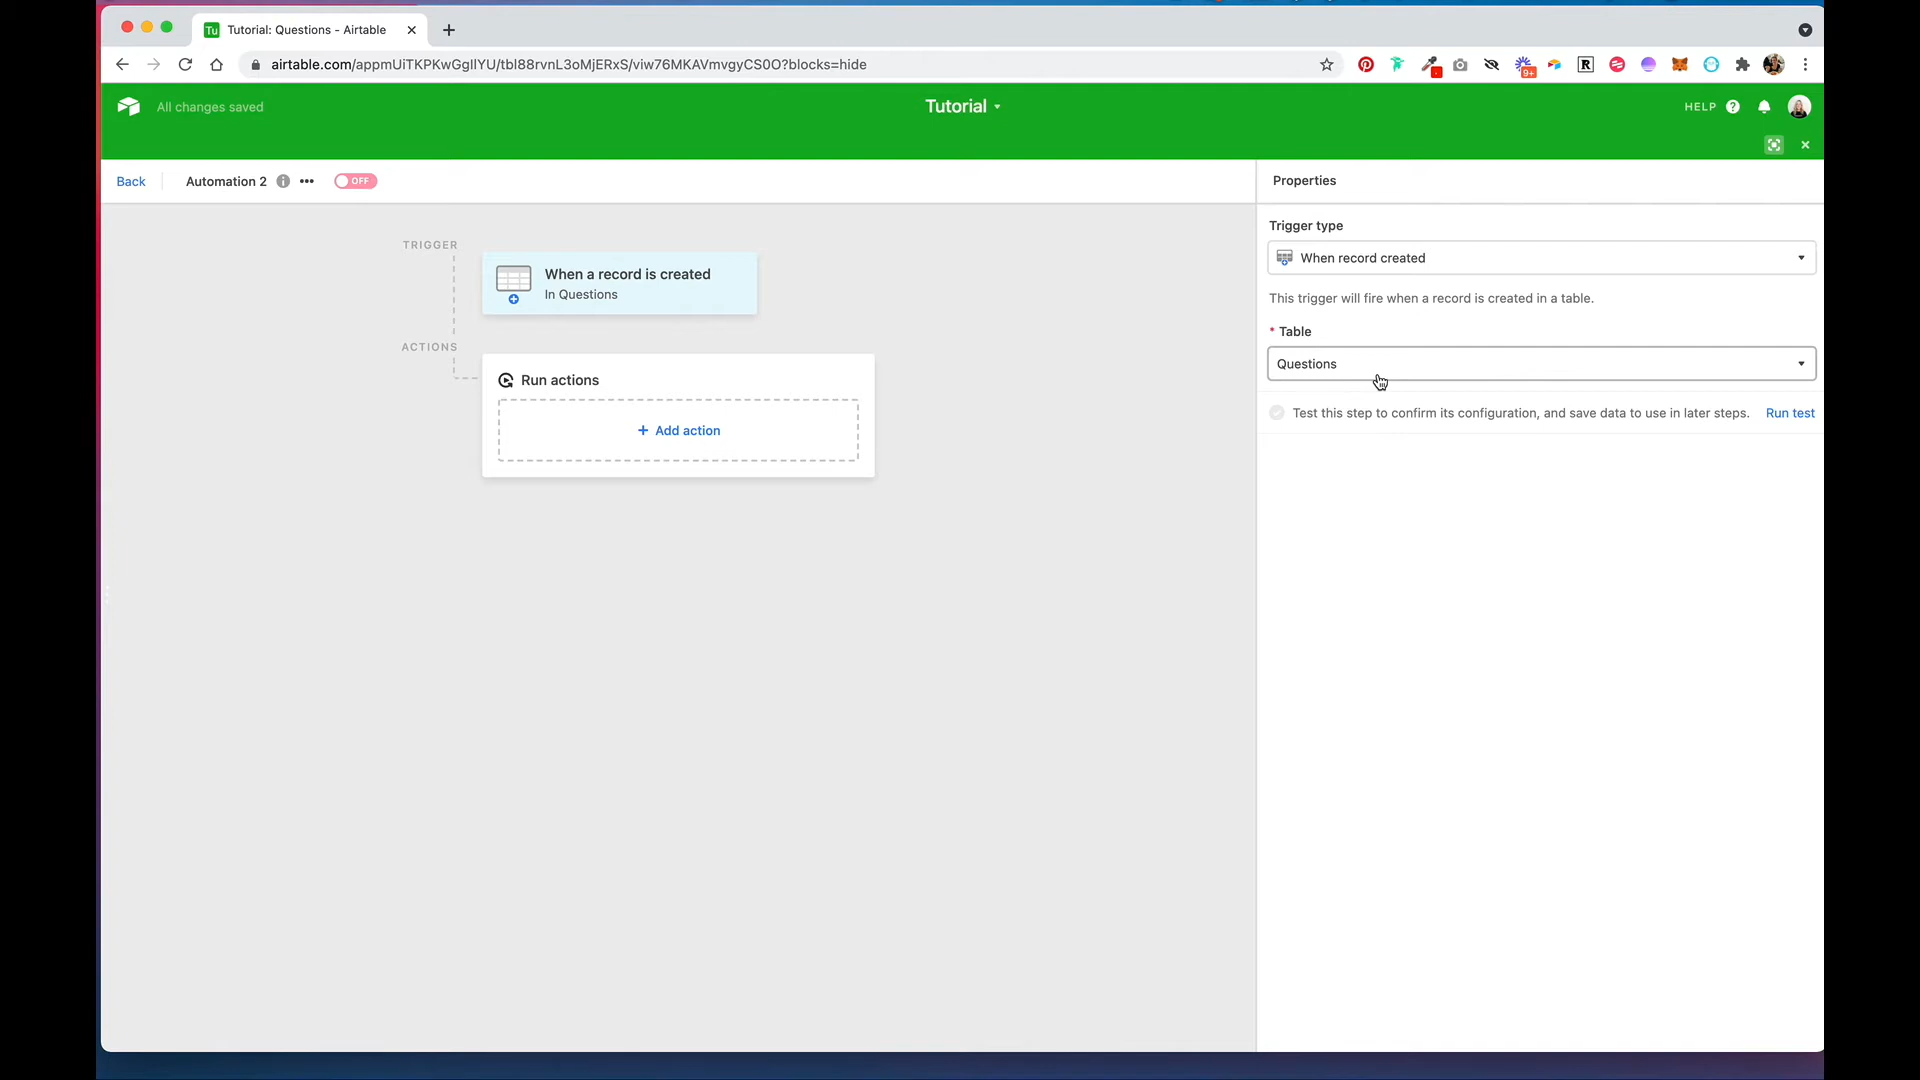 Tu Tutorial: Questions - Airtable
airtable.com/appmUiTKPKwGgIlYU/tbl88rvnL3oMjERxS/viw76MKAVmvgyCS0O?blocks=hide
9+
R
All changes saved
Tutorial
HELP ?
Back
Automation 2
OFF
Properties
TRIGGER
When a record is created
In Questions
ACTIONS
Run actions
+ Add action
Trigger type
When record created
This trigger will fire when a record is created in a table.
* Table
Questions
Test this step to confirm its configuration, and save data to use in later steps. Run test